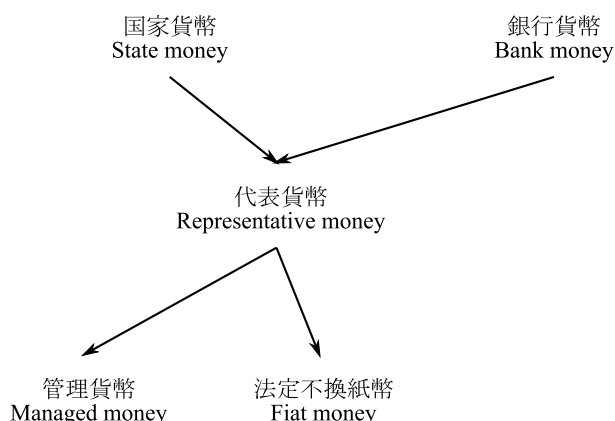 国家貨幣
State money
銀行貨幣
Bank money
代表貨幣
Representative money
管理貨幣
Managed money
法定不換紙幣
Fiat money